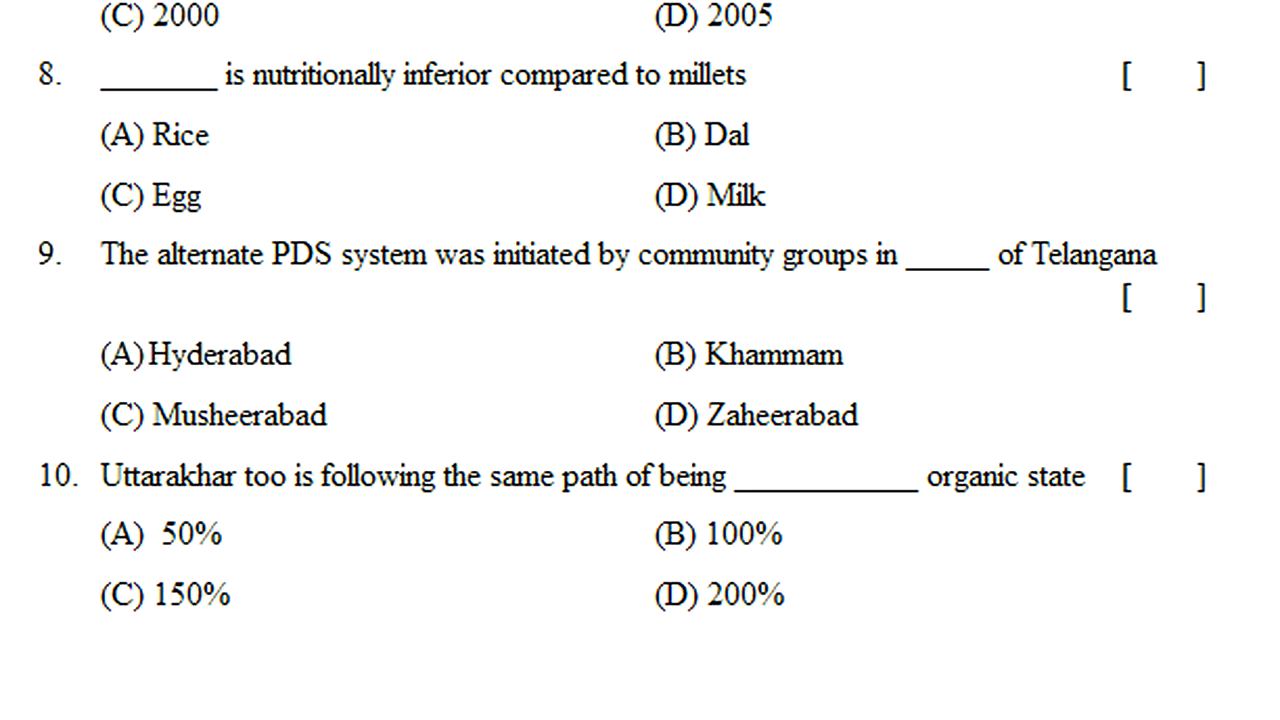 (C) 2000 (D) 2005
8. ________ is nutritionally inferior compared to millets [ ]
(A) Rice (B) Dal
(C) Egg (D) Milk
9. The alternate PDS system was initiated by community groups in ______ of Telangana
[ ]
(A) Hyderabad (B) Khammam
(C) Musheerabad (D) Zaheerabad
10. Uttarakhar too is following the same path of being ____________ organic state [ ]
(A) 50% (B) 100%
(C) 150% (D) 200%